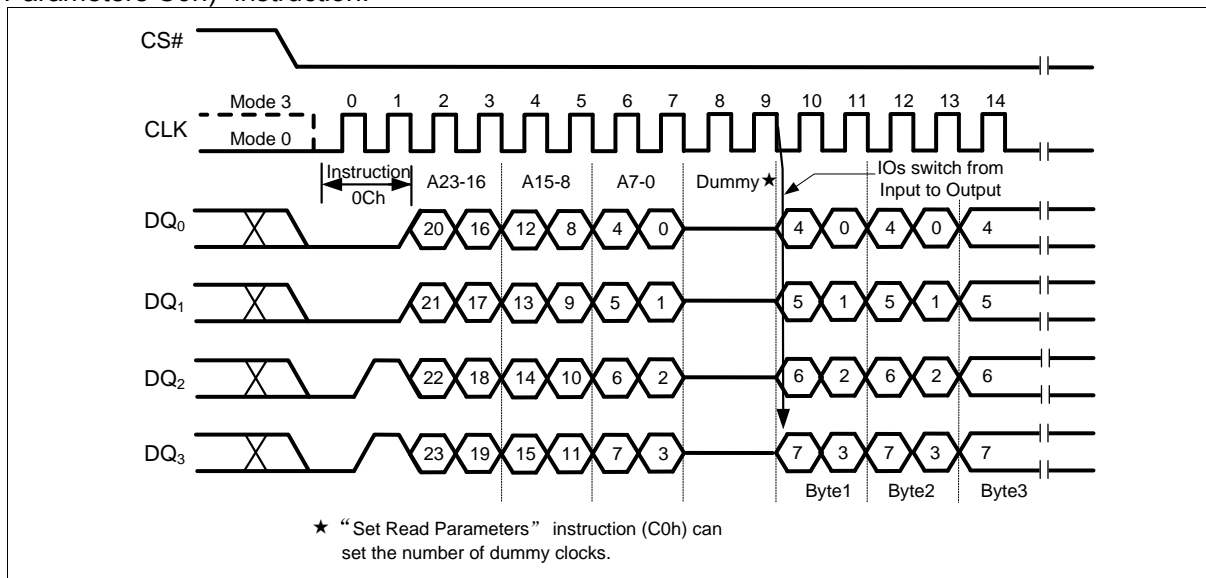 Parameters C0h)" instruction.
CS#
Mode 3 0 1 2 3 4 5 6 7 8 9 10 11 12 13 14
CLK
Mode 0
Instruction A23-16 A15-8 A7-0 Dummy★ IOs switch from
0Ch Input to Output
DQ0 20 16 12 8 4 0 4 0 4 0 4
DQ1 21 17 13 9 5 1 5 1 5 1 5
DQ2 22 18 14 10 6 2 6 2 6 2 6
DQ3 23 19 15 11 7 3 7 3 7 3 7
Byte1 Byte2 Byte3
★ “Set Read Parameters” instruction (C0h) can
set the number of dummy clocks.